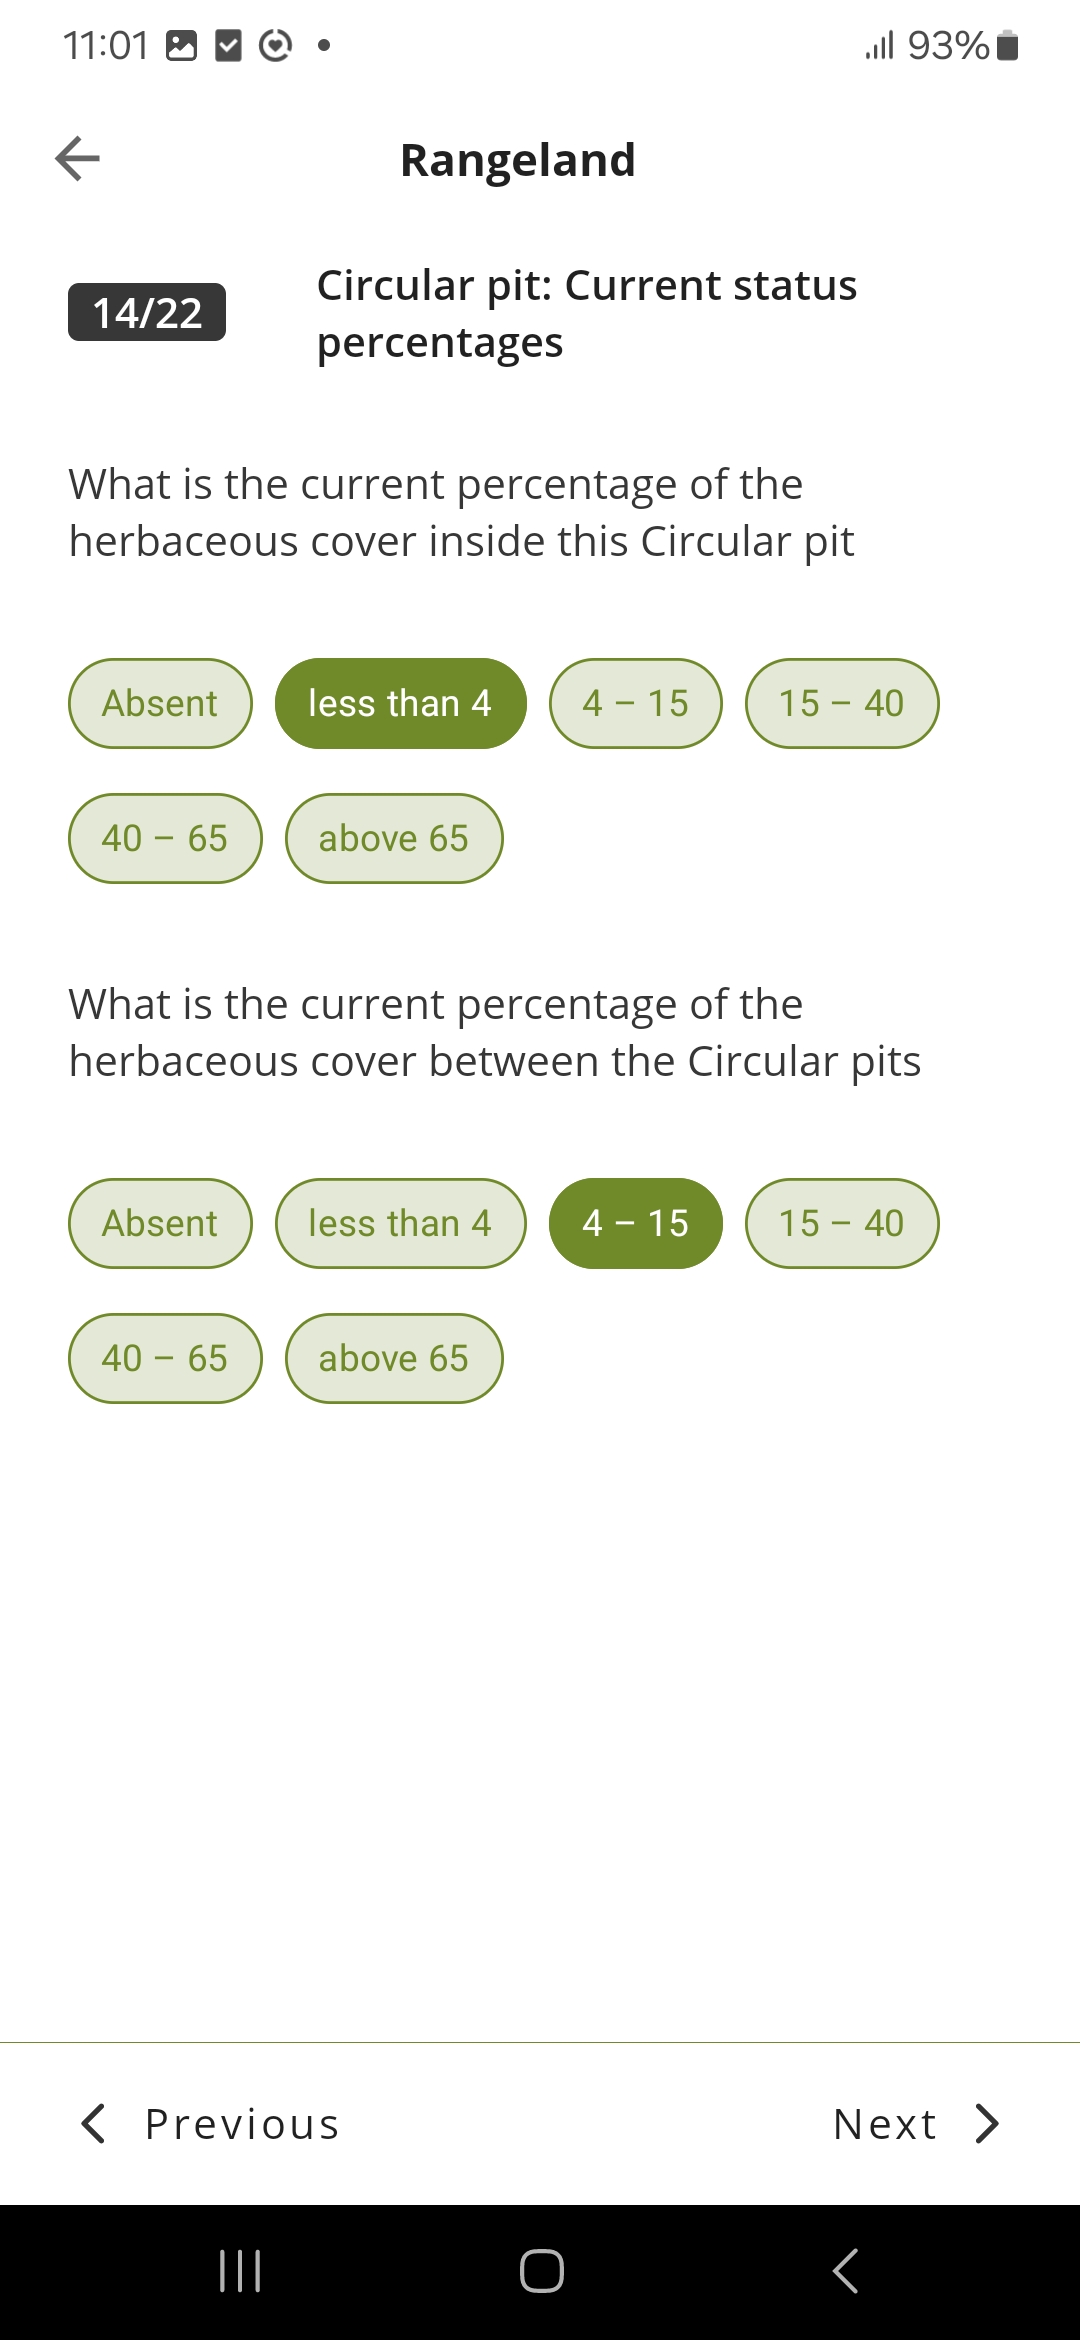 11:01
93%
Rangeland
14/22
Circular pit: Current status
percentages
What is the current percentage of the
herbaceous cover inside this Circular pit
Absent less than 4 4 – 15 15 – 40
40 – 65 above 65
What is the current percentage of the
herbaceous cover between the Circular pits
Absent less than 4 4 – 15 15 – 40
40 – 65 above 65
Previous Next